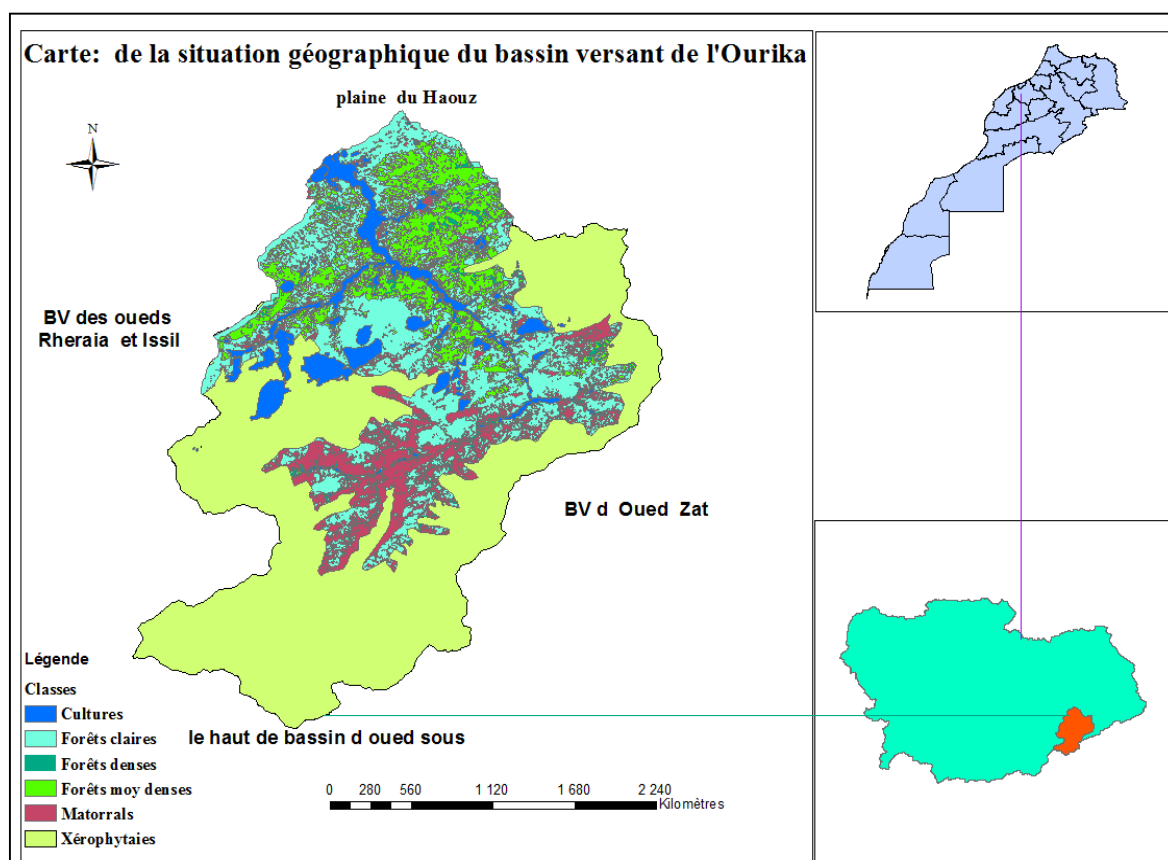 Carte: de la situation géographique du bassin versant de l'Ourika
plaine du Haouz
N
BV des oueds
Rheraia et Issil
BV d Oued Zat
Légende
Classes
Cultures
Forêts claires
Forêts denses
Forêts moy denses
Matorrals
Xérophytaies
le haut de bassin d oued sous
0 280 560 1 120 1 680 2 240
Kilomètres